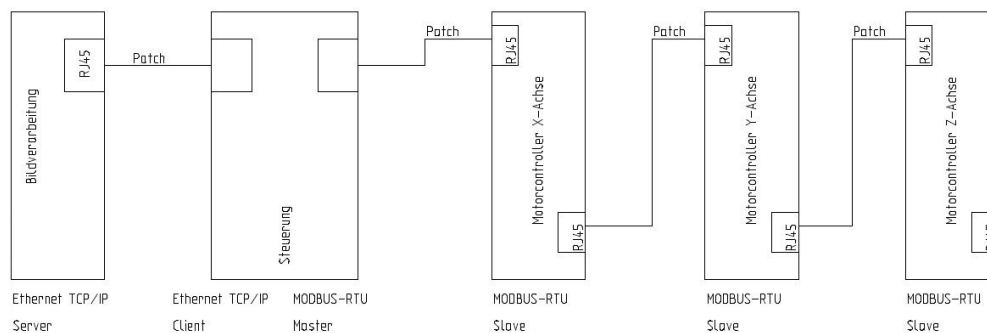 Patch
Patch
Patch
Patch
RJ45
RJ45
RJ45
RJ45
Bildverarbeitung
Steuerung
Motorcontroller X-Achse
Motorcontroller Y-Achse
Motorcontroller Z-Achse
RJ45
RJ45
Ethernet TCP/IP
Ethernet TCP/IP
MODBUS-RTU
MODBUS-RTU
MODBUS-RTU
MODBUS-RTU
Server
Client
Master
Slave
Slave
Slave